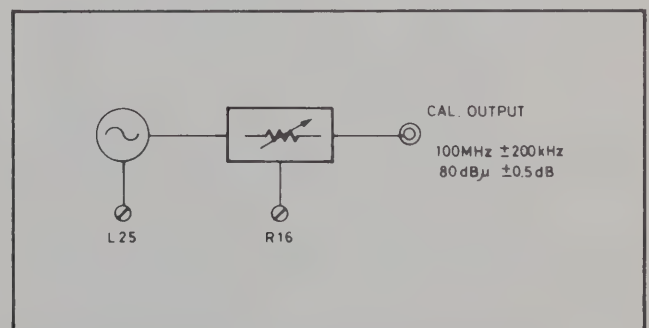 CAL. OUTPUT
100MHz ±200kHz
80dBμ ±0.5dB
L25
R16